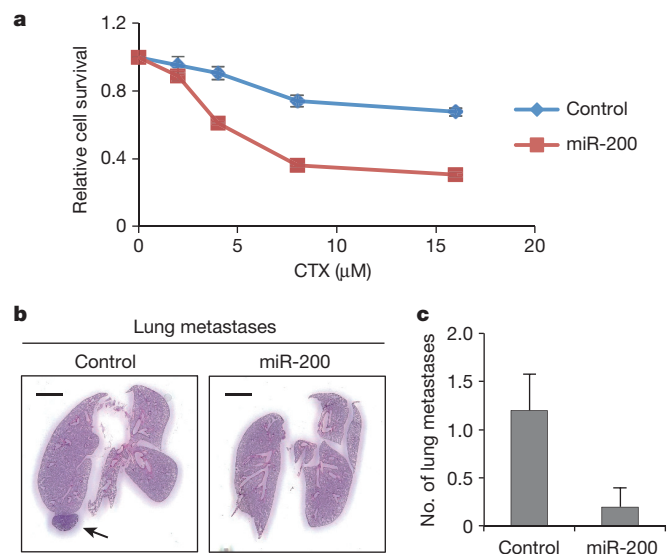 a
1.2
0.8
0.4
0
Relative cell survival
0 5 10 15 20
CTX (μM)
Control
miR-200
b
Lung metastases
Control miR-200
c
2.0
1.5
1.0
0.5
0
No. of lung metastases
Control miR-200